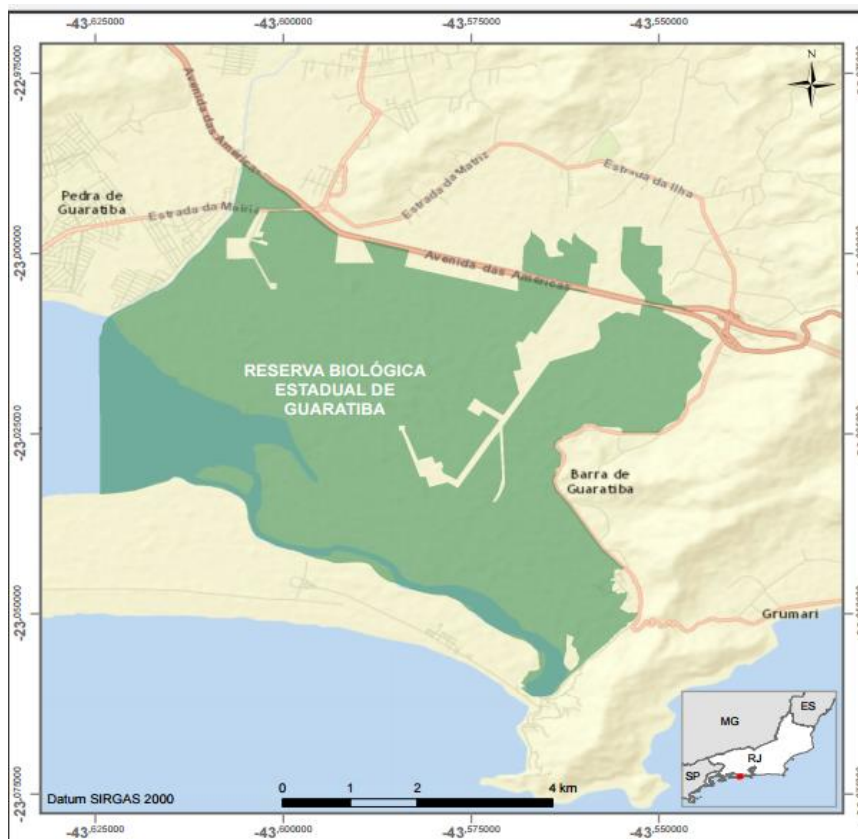 -43,625000 -43,600000 -43,575000 -43,550000
-22,975000
N
Avenida das Américas
Estrada da Matriz
Estrada da Ilha
Pedra de
Guaratiba
Estrada da Matriz
-23,000000
Avenida das Américas
RESERVA BIOLÓGICA
ESTADUAL DE
GUARATIBA
-23,025000
Barra de
Guaratiba
-23,050000
Grumari
MG
ES
RJ
SP
-23,075000
Datum SIRGAS 2000
0 1 2 4 km
-43,625000 -43,600000 -43,575000 -43,550000